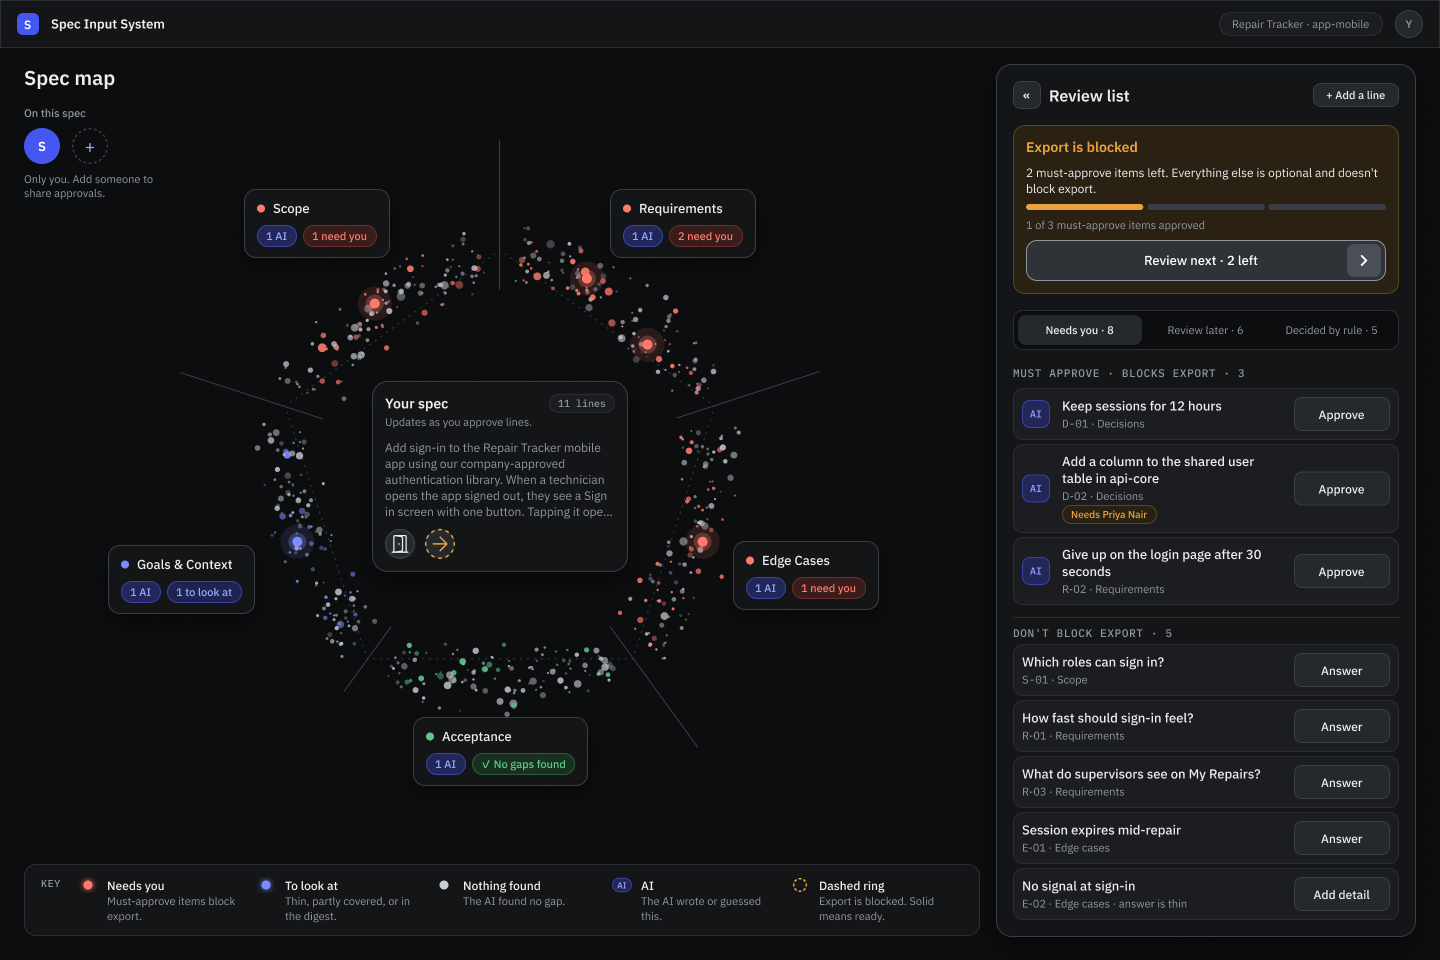 S Spec Input System
Repair Tracker · app-mobile
Y
Spec map
On this spec
S +
Only you. Add someone to
share approvals.
Scope
1 AI 1 need you
Requirements
1 AI 2 need you
Your spec 11 lines
Updates as you approve lines.
Add sign-in to the Repair Tracker mobile
app using our company-approved
authentication library. When a technician
opens the app signed out, they see a Sign
in screen with one button. Tapping it ope...
Goals & Context
1 AI 1 to look at
Edge Cases
1 AI 1 need you
Acceptance
1 AI ✓ No gaps found
KEY
Needs you
Must-approve items block
export.
To look at
Thin, partly covered, or in
the digest.
Nothing found
The AI found no gap.
AI AI
The AI wrote or guessed
this.
Dashed ring
Export is blocked. Solid
means ready.
« Review list
+ Add a line
Export is blocked
2 must-approve items left. Everything else is optional and doesn't
block export.
1 of 3 must-approve items approved
Review next · 2 left
Needs you · 8 Review later · 6 Decided by rule · 5
MUST APPROVE · BLOCKS EXPORT · 3
AI Keep sessions for 12 hours
D-01 · Decisions
Approve
AI Add a column to the shared user
table in api-core
D-02 · Decisions
Needs Priya Nair
Approve
AI Give up on the login page after 30
seconds
R-02 · Requirements
Approve
DON'T BLOCK EXPORT · 5
Which roles can sign in?
S-01 · Scope
Answer
How fast should sign-in feel?
R-01 · Requirements
Answer
What do supervisors see on My Repairs?
R-03 · Requirements
Answer
Session expires mid-repair
E-01 · Edge cases
Answer
No signal at sign-in
E-02 · Edge cases · answer is thin
Add detail